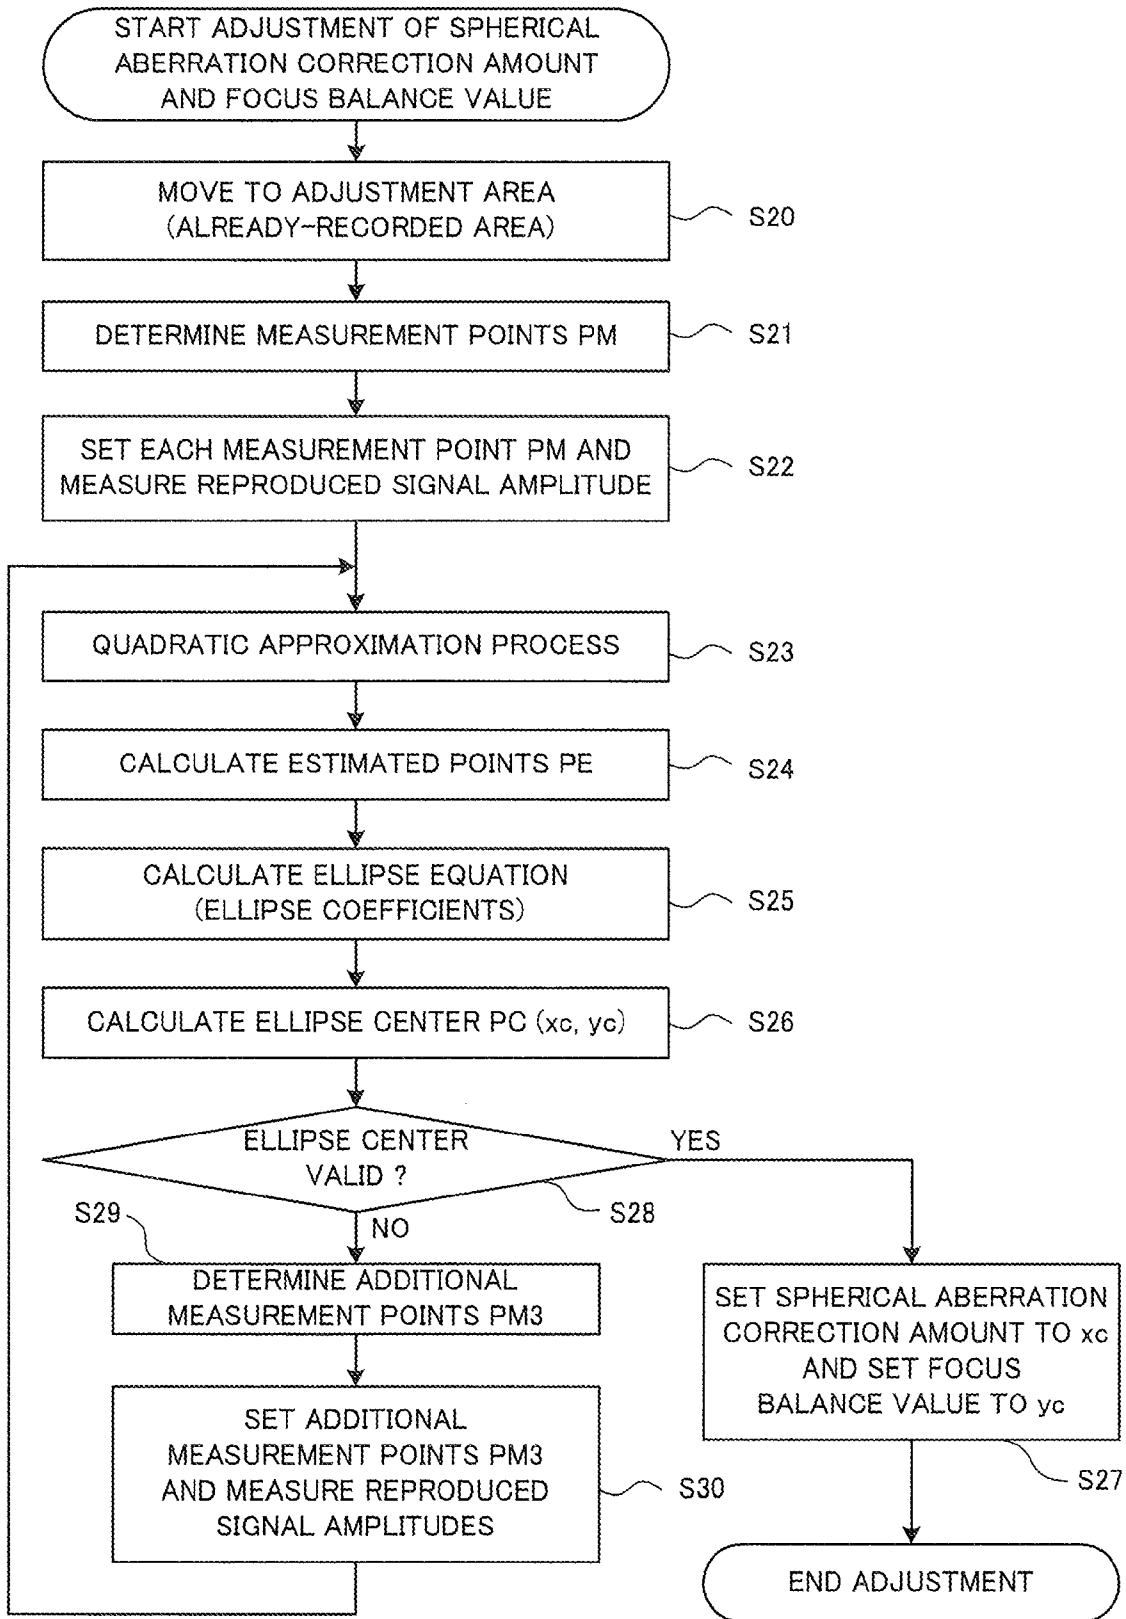 START ADJUSTMENT OF SPHERICAL
ABERRATION CORRECTION AMOUNT
AND FOCUS BALANCE VALUE
MOVE TO ADJUSTMENT AREA
(ALREADY-RECORDED AREA)
S20
DETERMINE MEASUREMENT POINTS PM
S21
SET EACH MEASUREMENT POINT PM AND
MEASURE REPRODUCED SIGNAL AMPLITUDE
S22
QUADRATIC APPROXIMATION PROCESS
S23
CALCULATE ESTIMATED POINTS PE
S24
CALCULATE ELLIPSE EQUATION
(ELLIPSE COEFFICIENTS)
S25
CALCULATE ELLIPSE CENTER PC (xc, yc)
S26
ELLIPSE CENTER
VALID ?
YES
S28
NO
S29
DETERMINE ADDITIONAL
MEASUREMENT POINTS PM3
SET ADDITIONAL
MEASUREMENT POINTS PM3
AND MEASURE REPRODUCED
SIGNAL AMPLITUDES
S30
SET SPHERICAL ABERRATION
CORRECTION AMOUNT TO xc
AND SET FOCUS
BALANCE VALUE TO yc
S27
END ADJUSTMENT